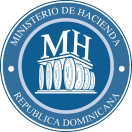 MINISTERIO DE HACIENDA
MH
REPUBLICA DOMINICANA